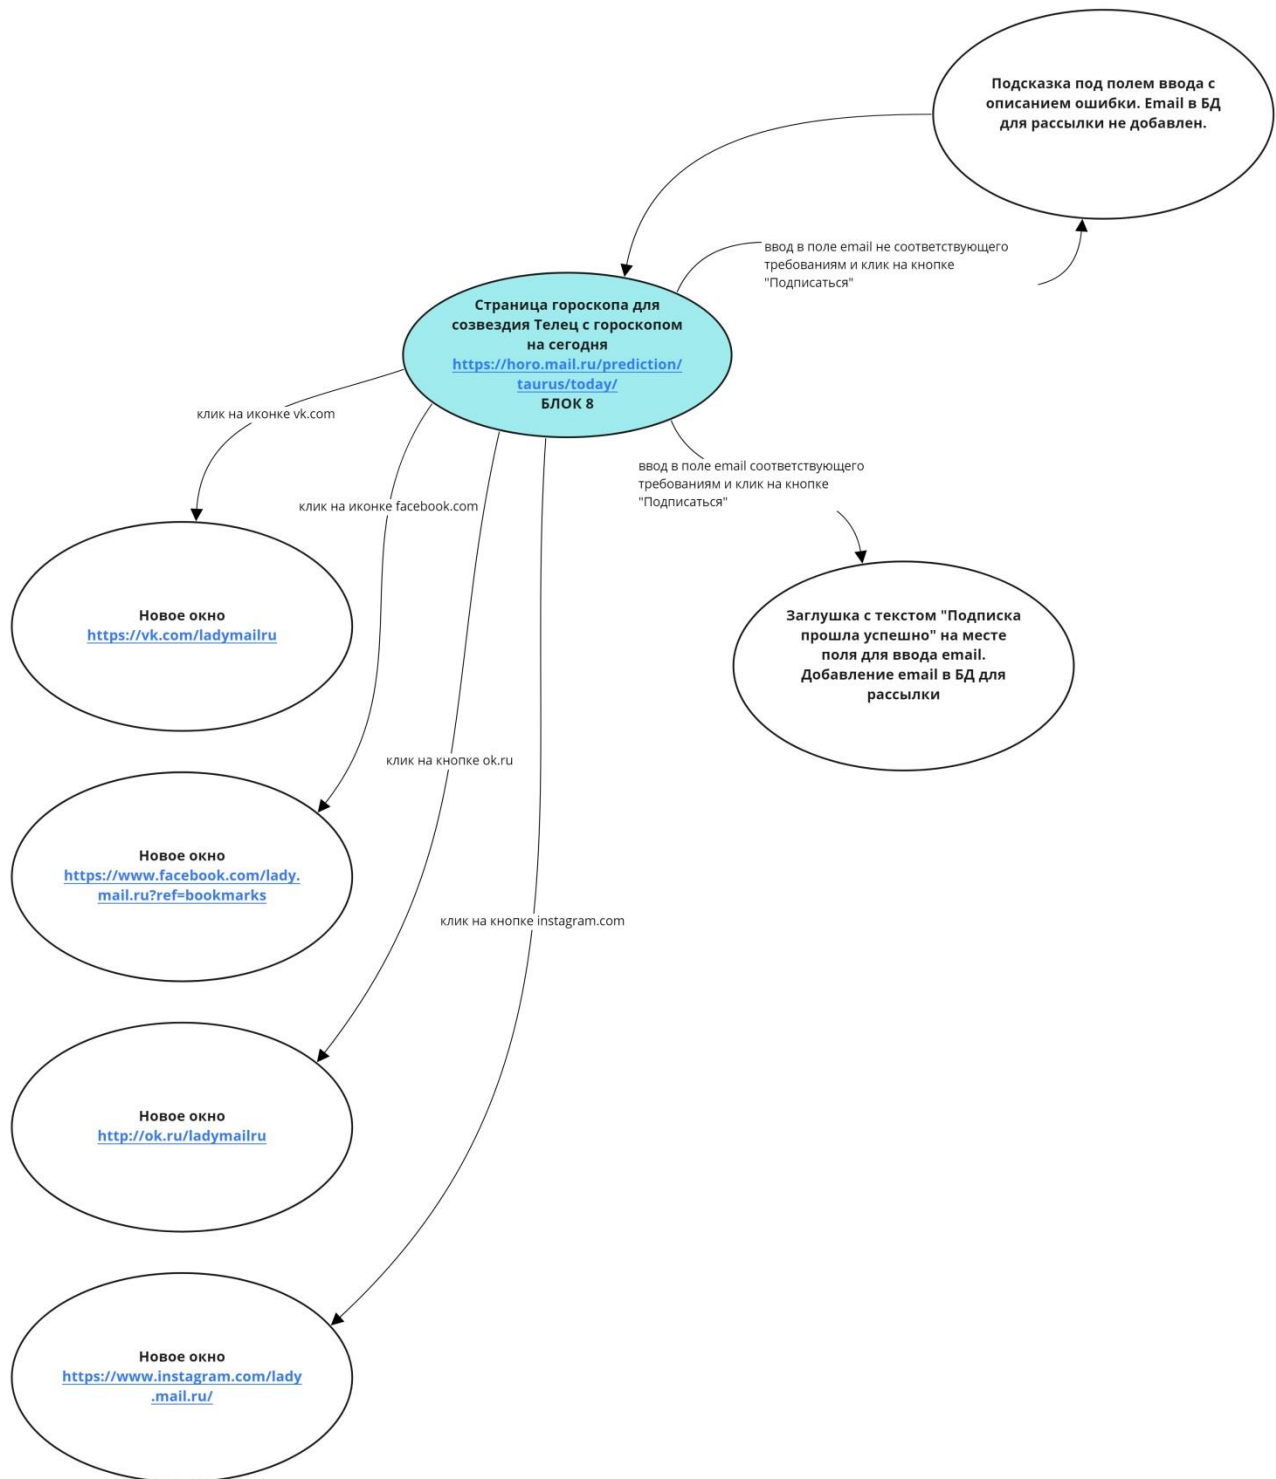 Подсказка под полем ввода с
описанием ошибки. Email в БД
для рассылки не добавлен.
ввод в поле email не соответствующего
требованиям и клик на кнопке
"Подписаться"
Страница гороскопа для
созвездия Телец с гороскопом
на сегодня
https://horo.mail.ru/prediction/
taurus/today/
БЛОК 8
клик на иконке vk.com
ввод в поле email соответствующего
требованиям и клик на кнопке
"Подписаться"
клик на иконке facebook.com
Новое окно
https://vk.com/ladymailru
Заглушка с текстом "Подписка
прошла успешно" на месте
поля для ввода email.
Добавление email в БД для
рассылки
клик на кнопке ok.ru
Новое окно
https://www.facebook.com/lady.
mail.ru?ref=bookmarks
клик на кнопке instagram.com
Новое окно
http://ok.ru/ladymailru
Новое окно
https://www.instagram.com/lady
.mail.ru/